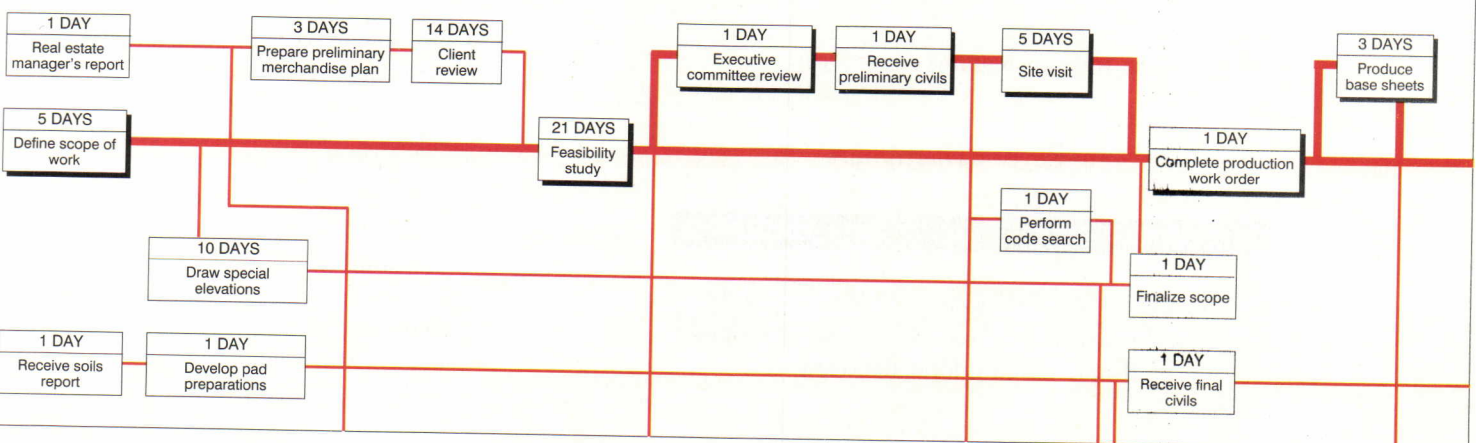 1 DAY
Real estate
manager's report
3 DAYS
Prepare preliminary
merchandise plan
14 DAYS
Client
review
1 DAY
Executive
committee review
1 DAY
Receive
preliminary civils
5 DAYS
Site visit
3 DAYS
Produce
base sheets
5 DAYS
Define scope of
work
21 DAYS
Feasibility
study
1 DAY
Complete production
work order
1 DAY
Perform
code search
10 DAYS
Draw special
elevations
1 DAY
Finalize scope
1 DAY
Receive soils
report
1 DAY
Develop pad
preparations
1 DAY
Receive final
civils